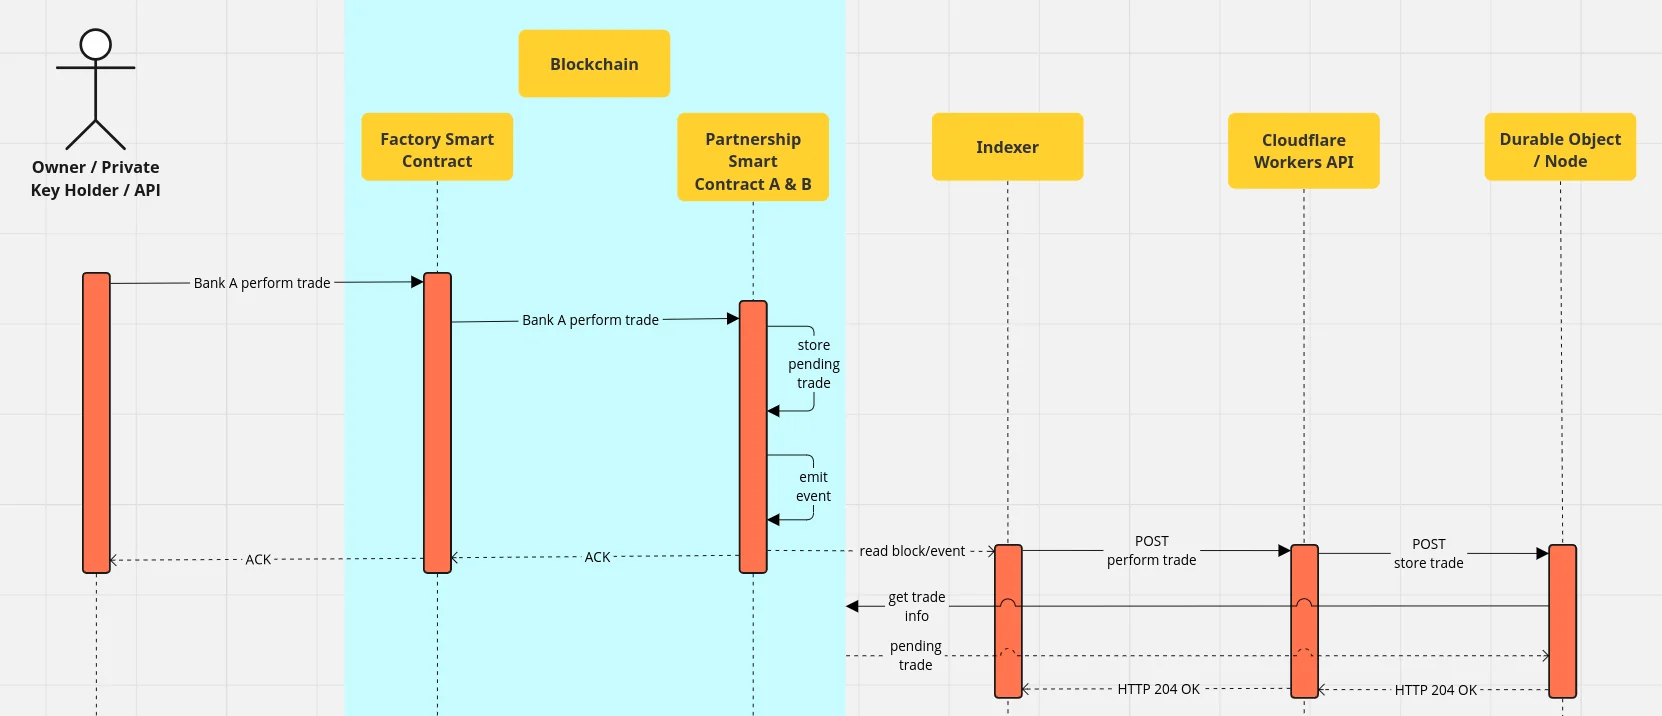 Blockchain
Factory Smart
Contract
Partnership
Smart
Contract A & B
Indexer
Cloudflare
Workers API
Durable Object
/ Node
Owner / Private
Key Holder / API
Bank A perform trade
Bank A perform trade
store
pending
trade
emit
event
ACK
ACK
read block/event
POST
perform trade
POST
store trade
get trade
info
pending
trade
HTTP 204 OK
HTTP 204 OK